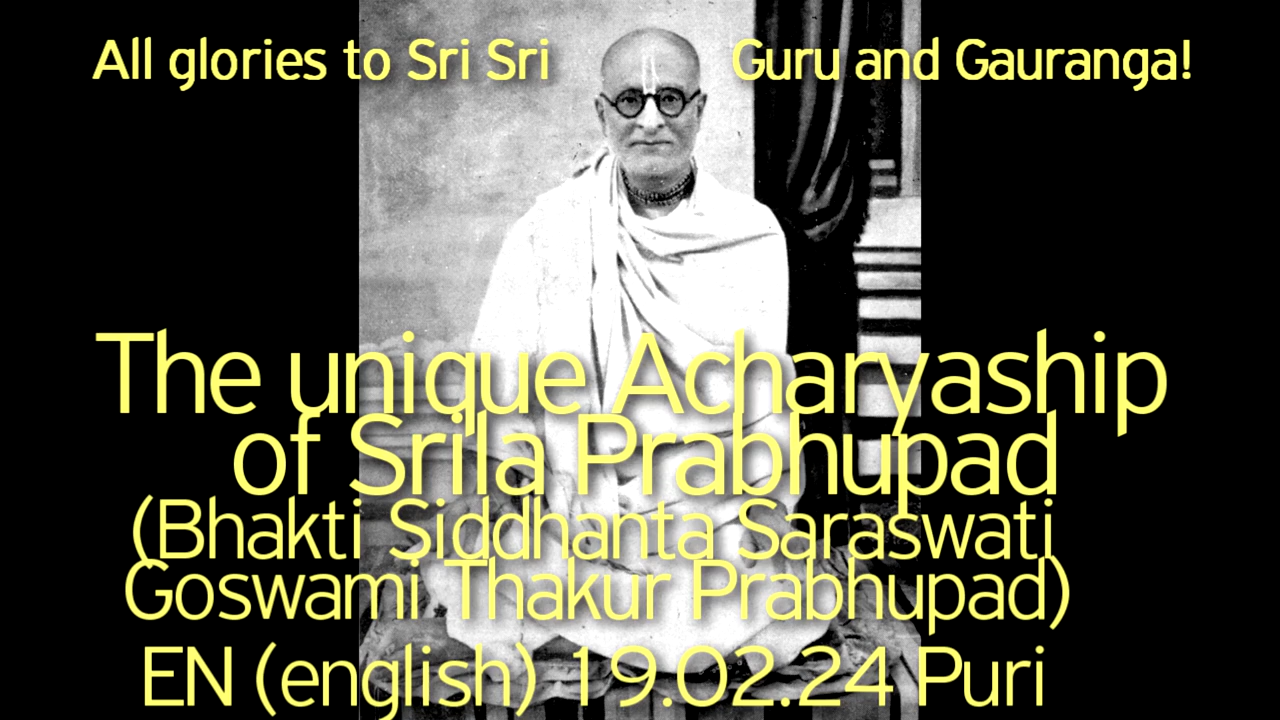 All glories to Sri Sri Guru and Gauranga!
The unique Acharyaship
of Srila Prabhupad
(Bhakti Siddhanta Saraswati
Goswami Thakur Prabhupad)
EN (english) 19.02.24 Puri